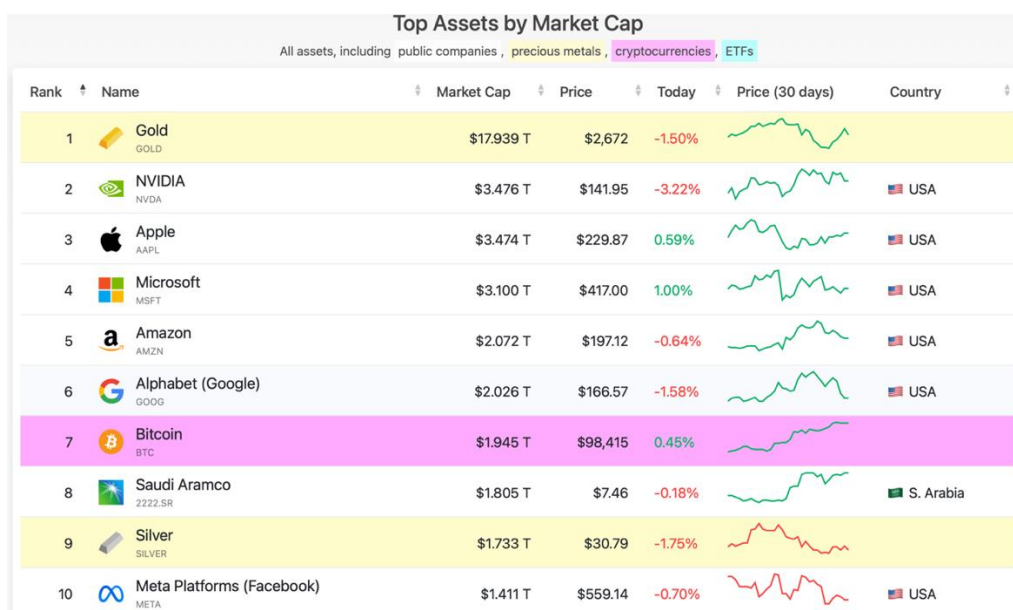 Top Assets by Market Cap
All assets, including public companies , precious metals , cryptocurrencies , ETFs
Rank Name Market Cap Price Today Price (30 days) Country
1 Gold $17.939 T $2,672 -1.50%
GOLD
2 NVIDIA $3.476 T $141.95 -3.22% USA
NVDA
3 Apple $3.474 T $229.87 0.59% USA
AAPL
4 Microsoft $3.100 T $417.00 1.00% USA
MSFT
5 Amazon $2.072 T $197.12 -0.64% USA
AMZN
6 Alphabet (Google) $2.026 T $166.57 -1.58% USA
GOOG
7 Bitcoin $1.945 T $98,415 0.45%
BTC
8 Saudi Aramco $1.805 T $7.46 -0.18% S. Arabia
2222.SR
9 Silver $1.733 T $30.79 -1.75%
SILVER
10 Meta Platforms (Facebook) $1.411 T $559.14 -0.70% USA
META